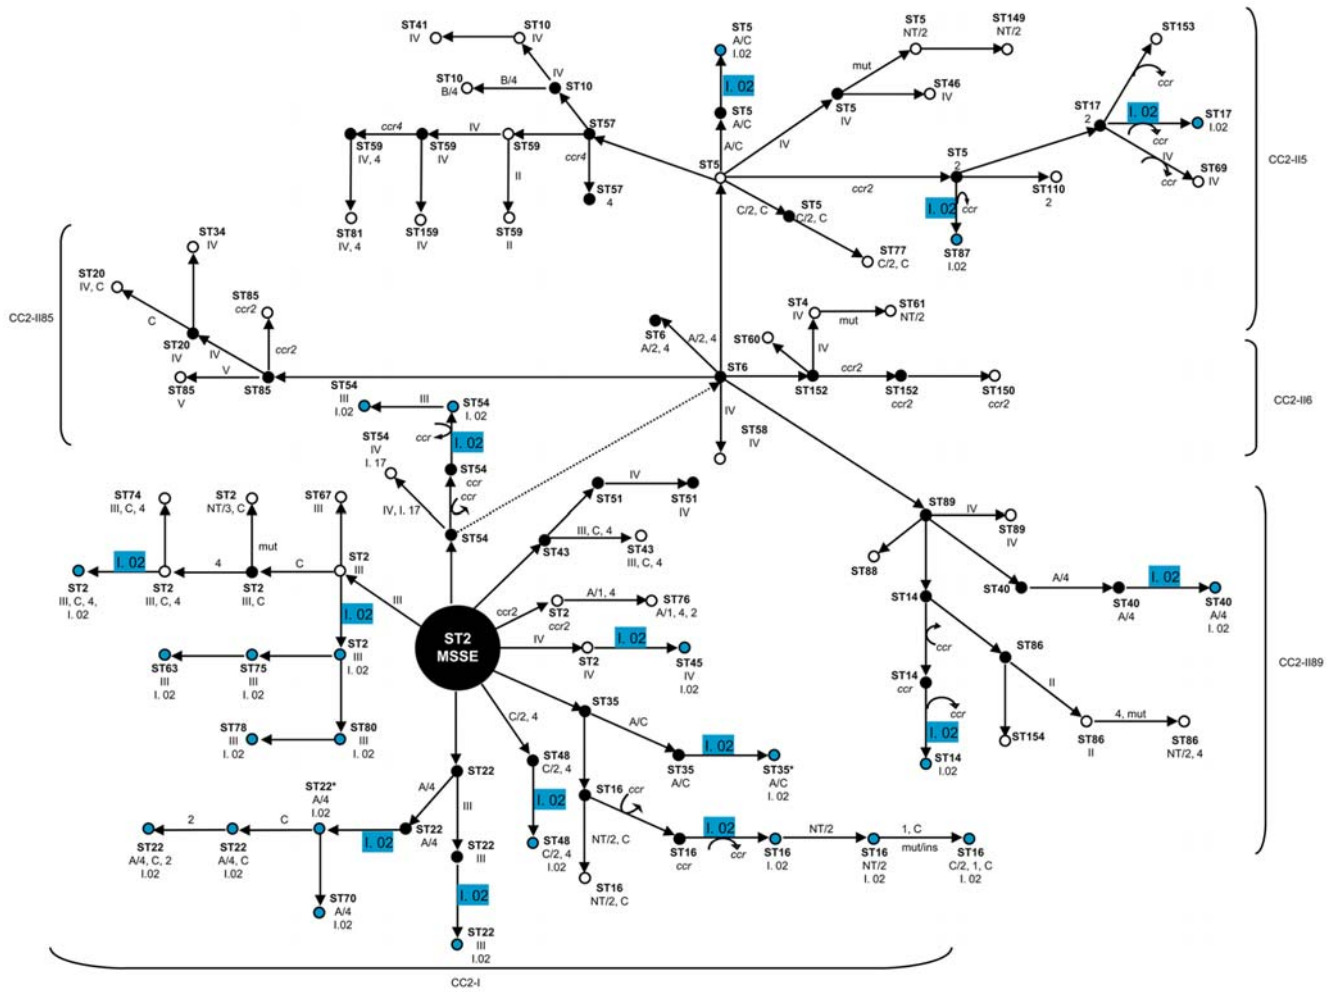 ST41
IV
ST10
IV
IV
ST10
B/4
B/4
ST10
ST5
A/C
I.02
I. 02
ST5
A/C
A/C
ST5
NT/2
ST149
NT/2
mut
ST46
IV
ST5
IV
IV
ST153
ccr
ST17
2
I. 02
ccr
ST17
I.02
IV
ccr
ST69
IV
CC2-II5
ST57
IV
ccr4
ST59
IV, 4
ST59
IV
ST59
II
ccr4
ST57
4
ST81
IV, 4
ST159
IV
ST59
II
ST5
ccr2
ST5
2
ST110
2
I. 02
ccr
ST87
I.02
C/2, C
ST5
C/2, C
ST77
C/2, C
ST34
IV
ST20
IV, C
C
ST20
IV
IV
ST85
ccr2
ccr2
V
ST85
V
ST85
CC2-II85
ST6
A/2, 4
A/2, 4
ST6
ST60
ST4
IV
ST61
NT/2
mut
IV
ST152
ccr2
ST152
ccr2
ST150
ccr2
CC2-II6
IV
ST58
IV
ST54
III
I.02
III
ST54
I. 02
ccr
I. 02
ST54
IV
I. 17
ST54
ccr
ccr
IV, I. 17
ST54
ST51
IV
ST51
IV
ST43
III, C, 4
ST43
III, C, 4
ST74
III, C, 4
ST2
NT/3, C
ST67
III
mut
I. 02
4
C
ST2
III
ST2
III, C, 4,
I. 02
ST2
III, C, 4
ST2
III, C
III
I. 02
ccr2
ST2
ccr2
A/1, 4
ST76
A/1, 4, 2
ST2
MSSE
IV
ST2
IV
I. 02
ST45
IV
I.02
ST63
III
I. 02
ST75
III
I. 02
ST2
III
I. 02
ST78
III
I. 02
ST80
III
I. 02
ST89
IV
ST89
IV
ST88
ST40
A/4
ST40
A/4
I. 02
ST40
A/4
I. 02
ST14
ccr
ST14
ccr
ccr
I. 02
ST14
I.02
ST86
ST154
II
ST86
II
4, mut
ST86
NT/2, 4
CC2-II89
ST35
A/C
ST35
A/C
I. 02
ST35*
A/C
I. 02
C/2, 4
ST48
C/2, 4
I. 02
ST48
C/2, 4
I.02
ST16
ccr
NT/2, C
ST16
NT/2, C
ST16
ccr
I. 02
ccr
ST16
I. 02
NT/2
ST16
NT/2
I. 02
1, C
mut/ins
ST16
C/2, 1, C
I. 02
ST22
A/4
III
ST22*
A/4
I.02
2
C
I. 02
ST22
A/4
ST22
A/4, C, 2
I.02
ST22
A/4, C
I.02
ST70
A/4
I.02
ST22
III
I. 02
ST22
III
I.02
CC2-I